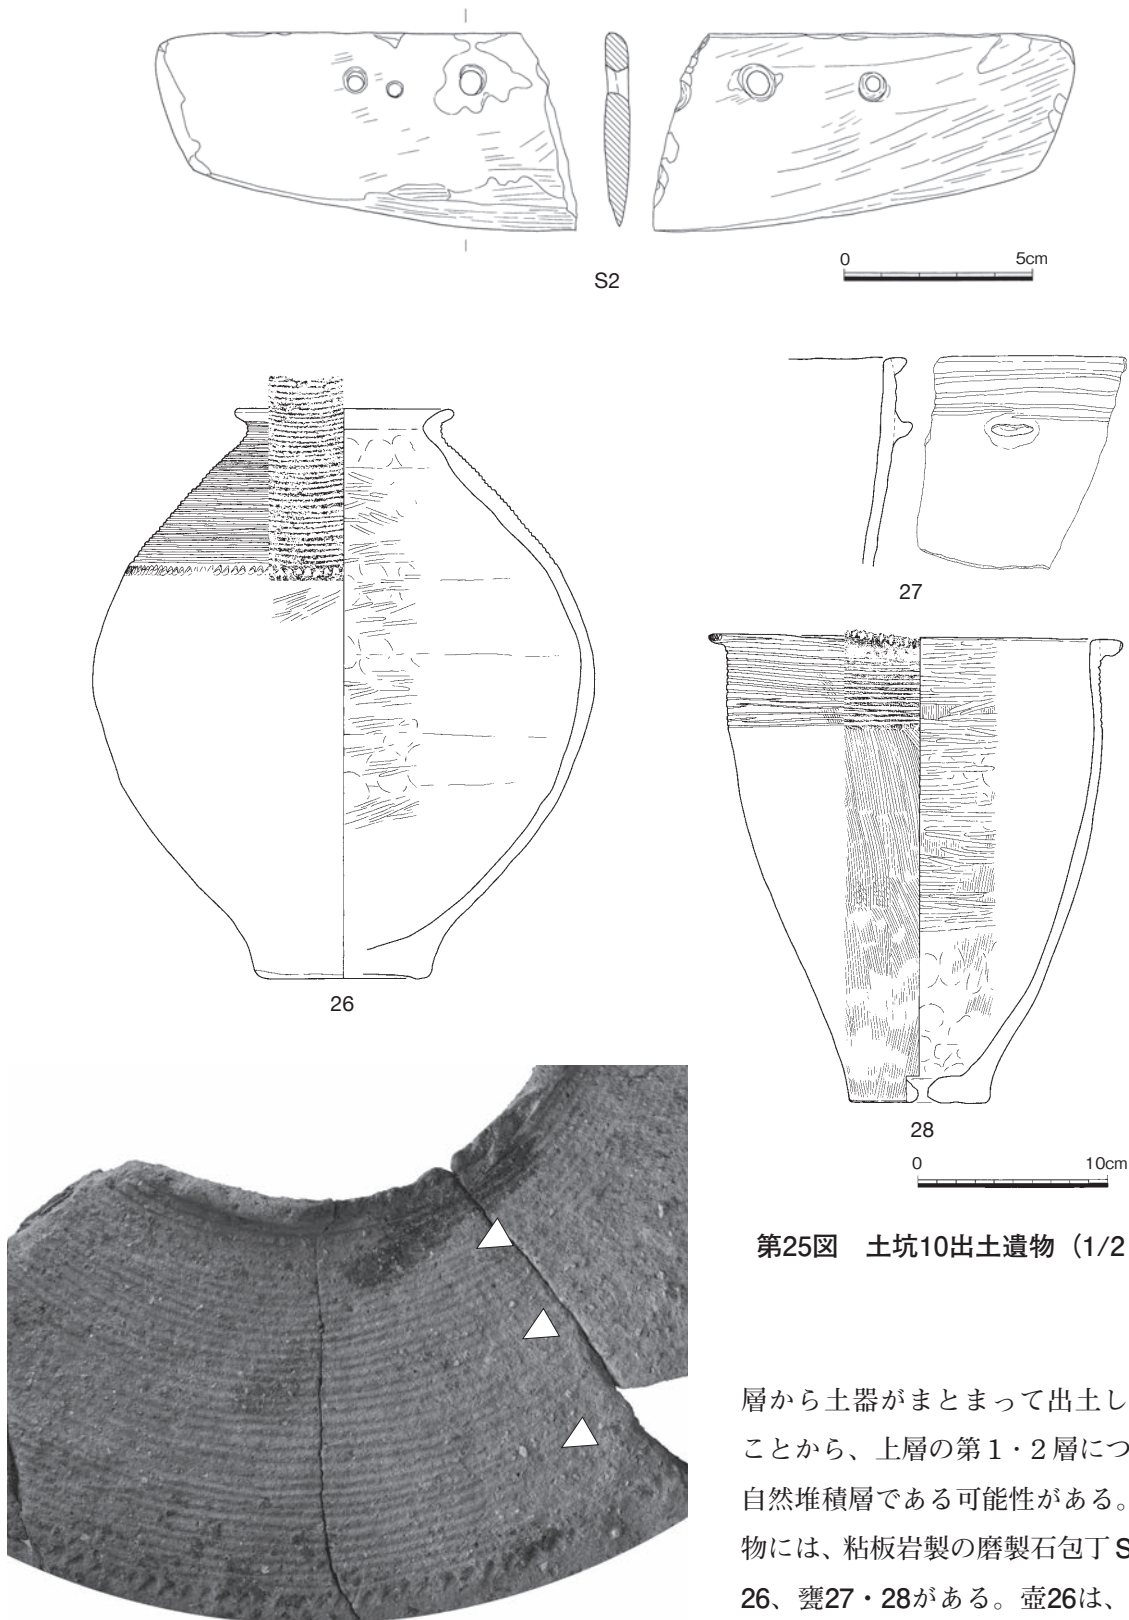 0 5cm
S2
27
26
28
0 10cm
第25図 土坑10出土遺物（1/2
層から土器がまとまって出土し
ことから、上層の第１・２層につ
自然堆積層である可能性がある。
物には、粘板岩製の磨製石包丁S
26、甕27・28がある。壺26は、